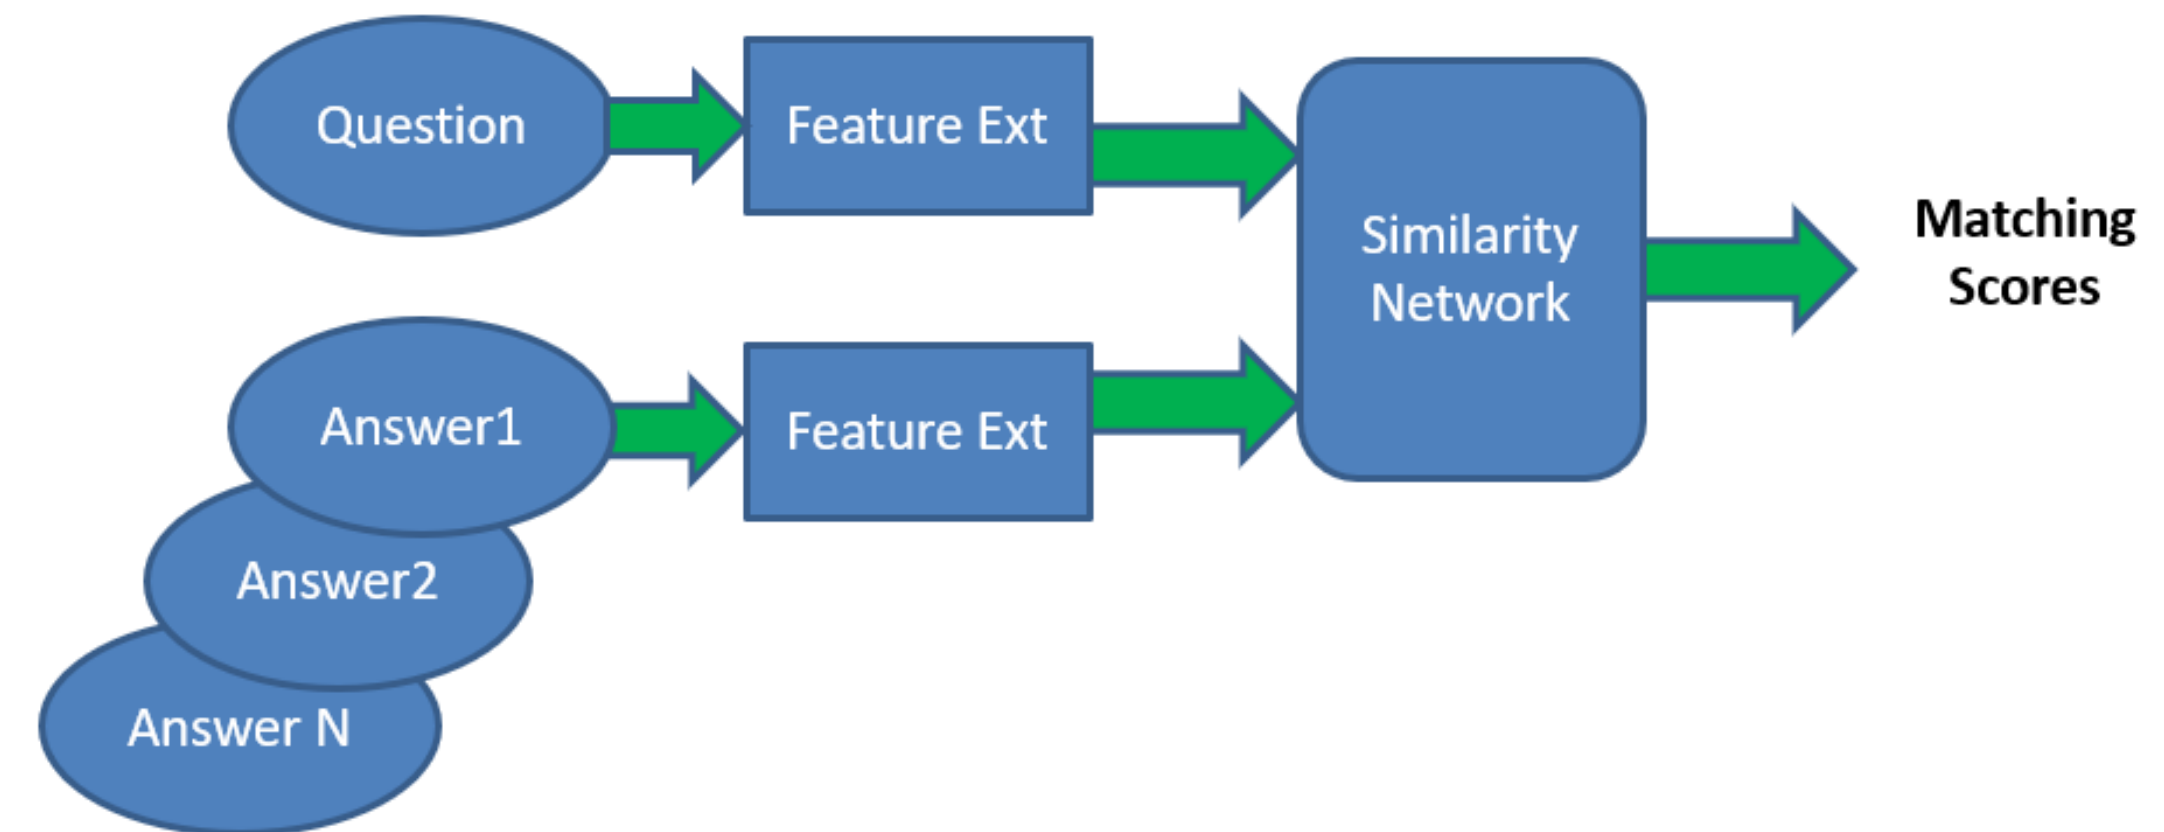 Question
Feature Ext
Similarity
Network
Matching
Scores
Answer1
Feature Ext
Answer2
Answer N